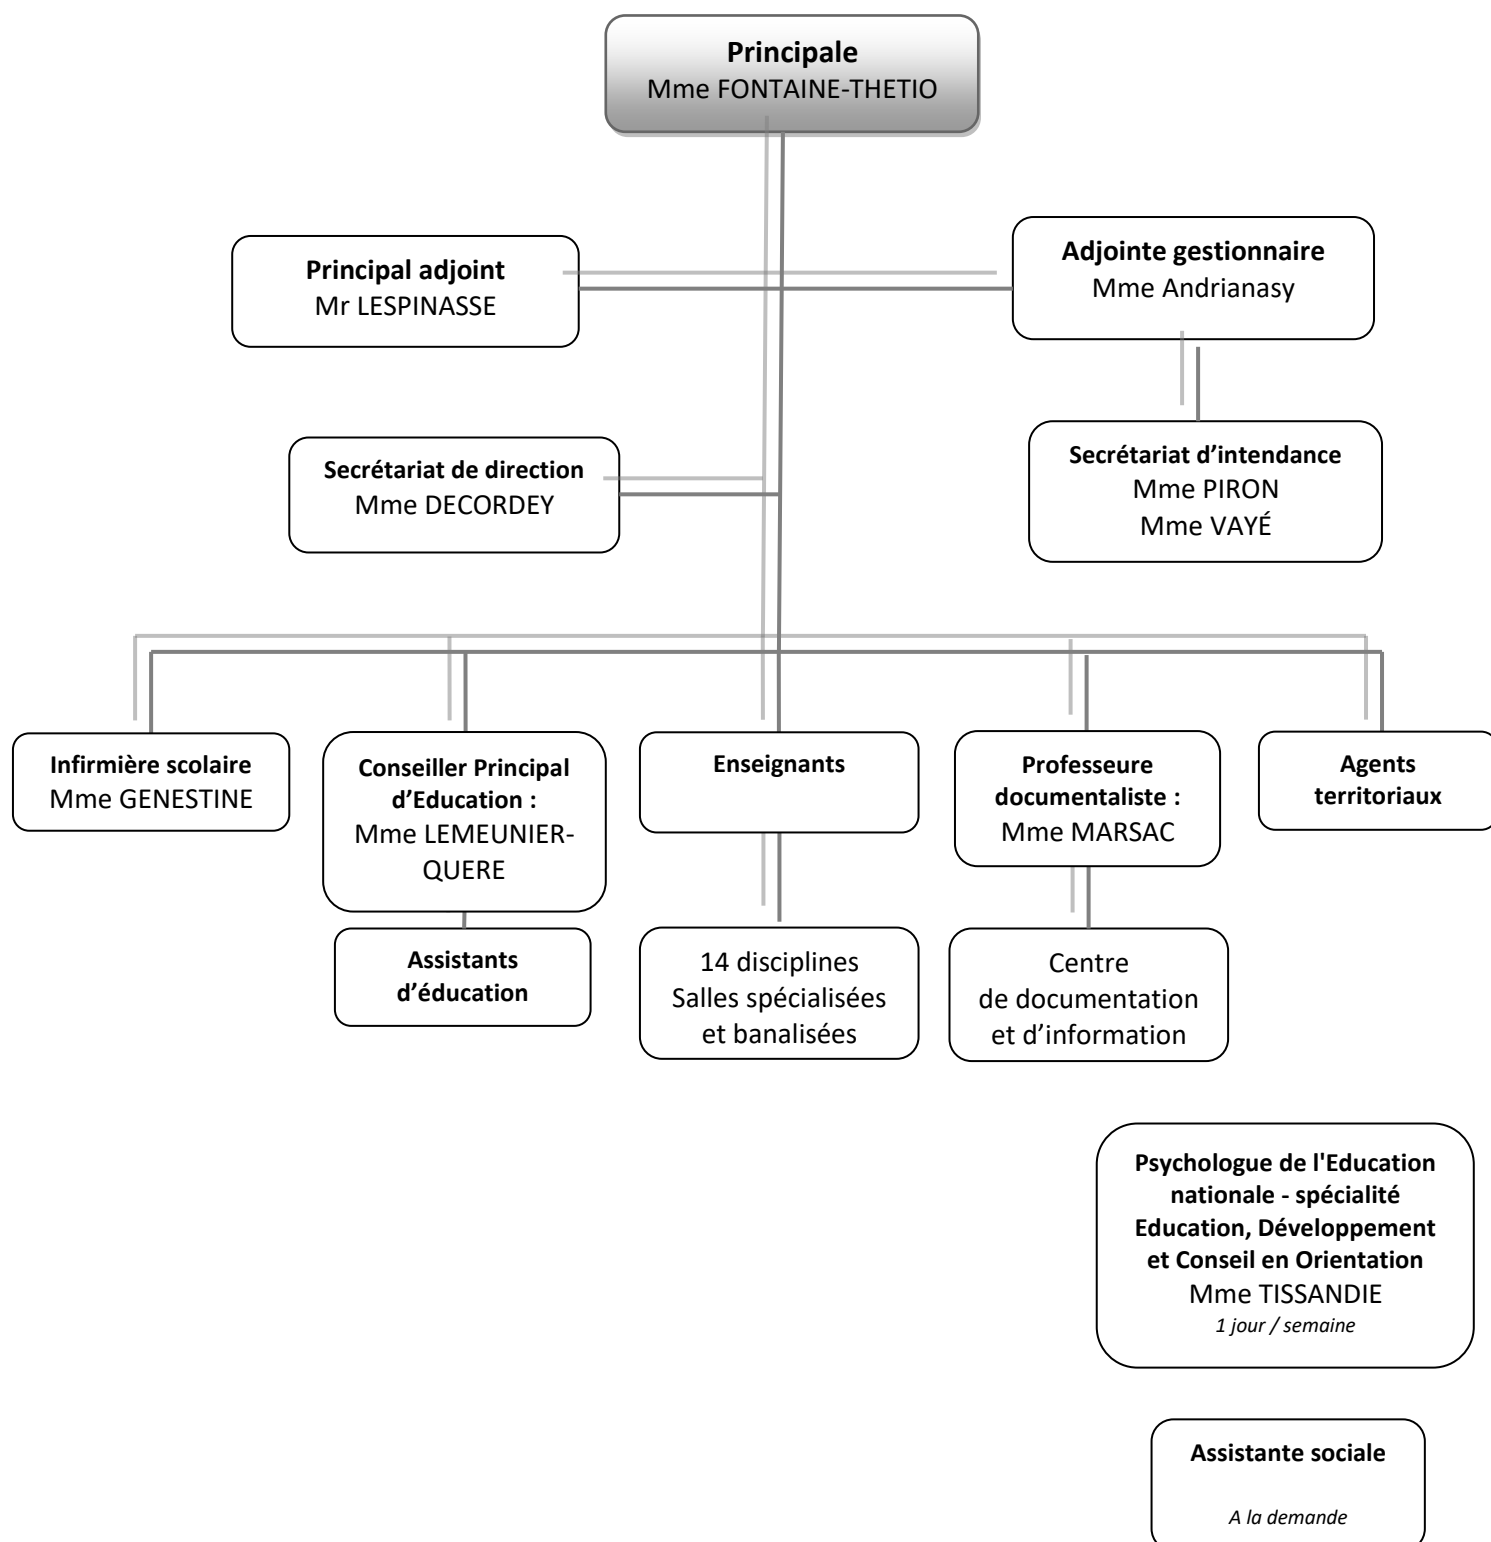 Principale
Mme FONTAINE-THETIO
Principal adjoint
Mr LESPINASSE
Adjointe gestionnaire
Mme Andrianasy
Secrétariat de direction
Mme DECORDEY
Secrétariat d’intendance
Mme PIRON
Mme VAYÉ
Infirmière scolaire
Mme GENESTINE
Conseiller Principal
d’Education :
Mme LEMEUNIER-
QUERE
Enseignants
Professeure
documentaliste :
Mme MARSAC
Agents
territoriaux
Assistants
d’éducation
14 disciplines
Salles spécialisées
et banalisées
Centre
de documentation
et d’information
Psychologue de l'Education
nationale - spécialité
Education, Développement
et Conseil en Orientation
Mme TISSANDIE
1 jour / semaine
Assistante sociale
A la demande